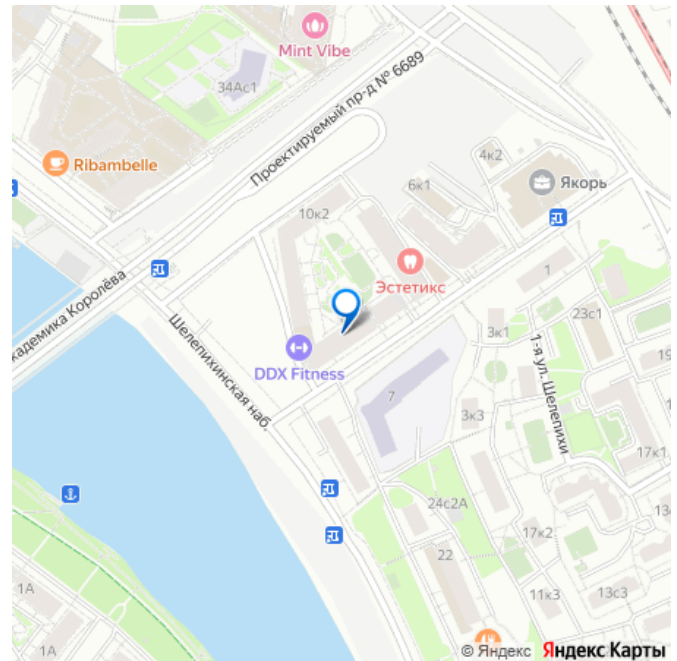 Mint Vibe
34Ас1
Проектируемый пр-д № 6689
Ribambelle
4к2
6к1
Якорь
10к2
Эстетикс
1
кадемика Королёва
Шелепихинская наб.
23с1
3к1
1-я ул. Шелепихи
19
DDX Fitness
7
3к3
17к1
24с2А
13
17к2
22
1А
11к3
13с3
1А
© Яндекс Яндекс Карты